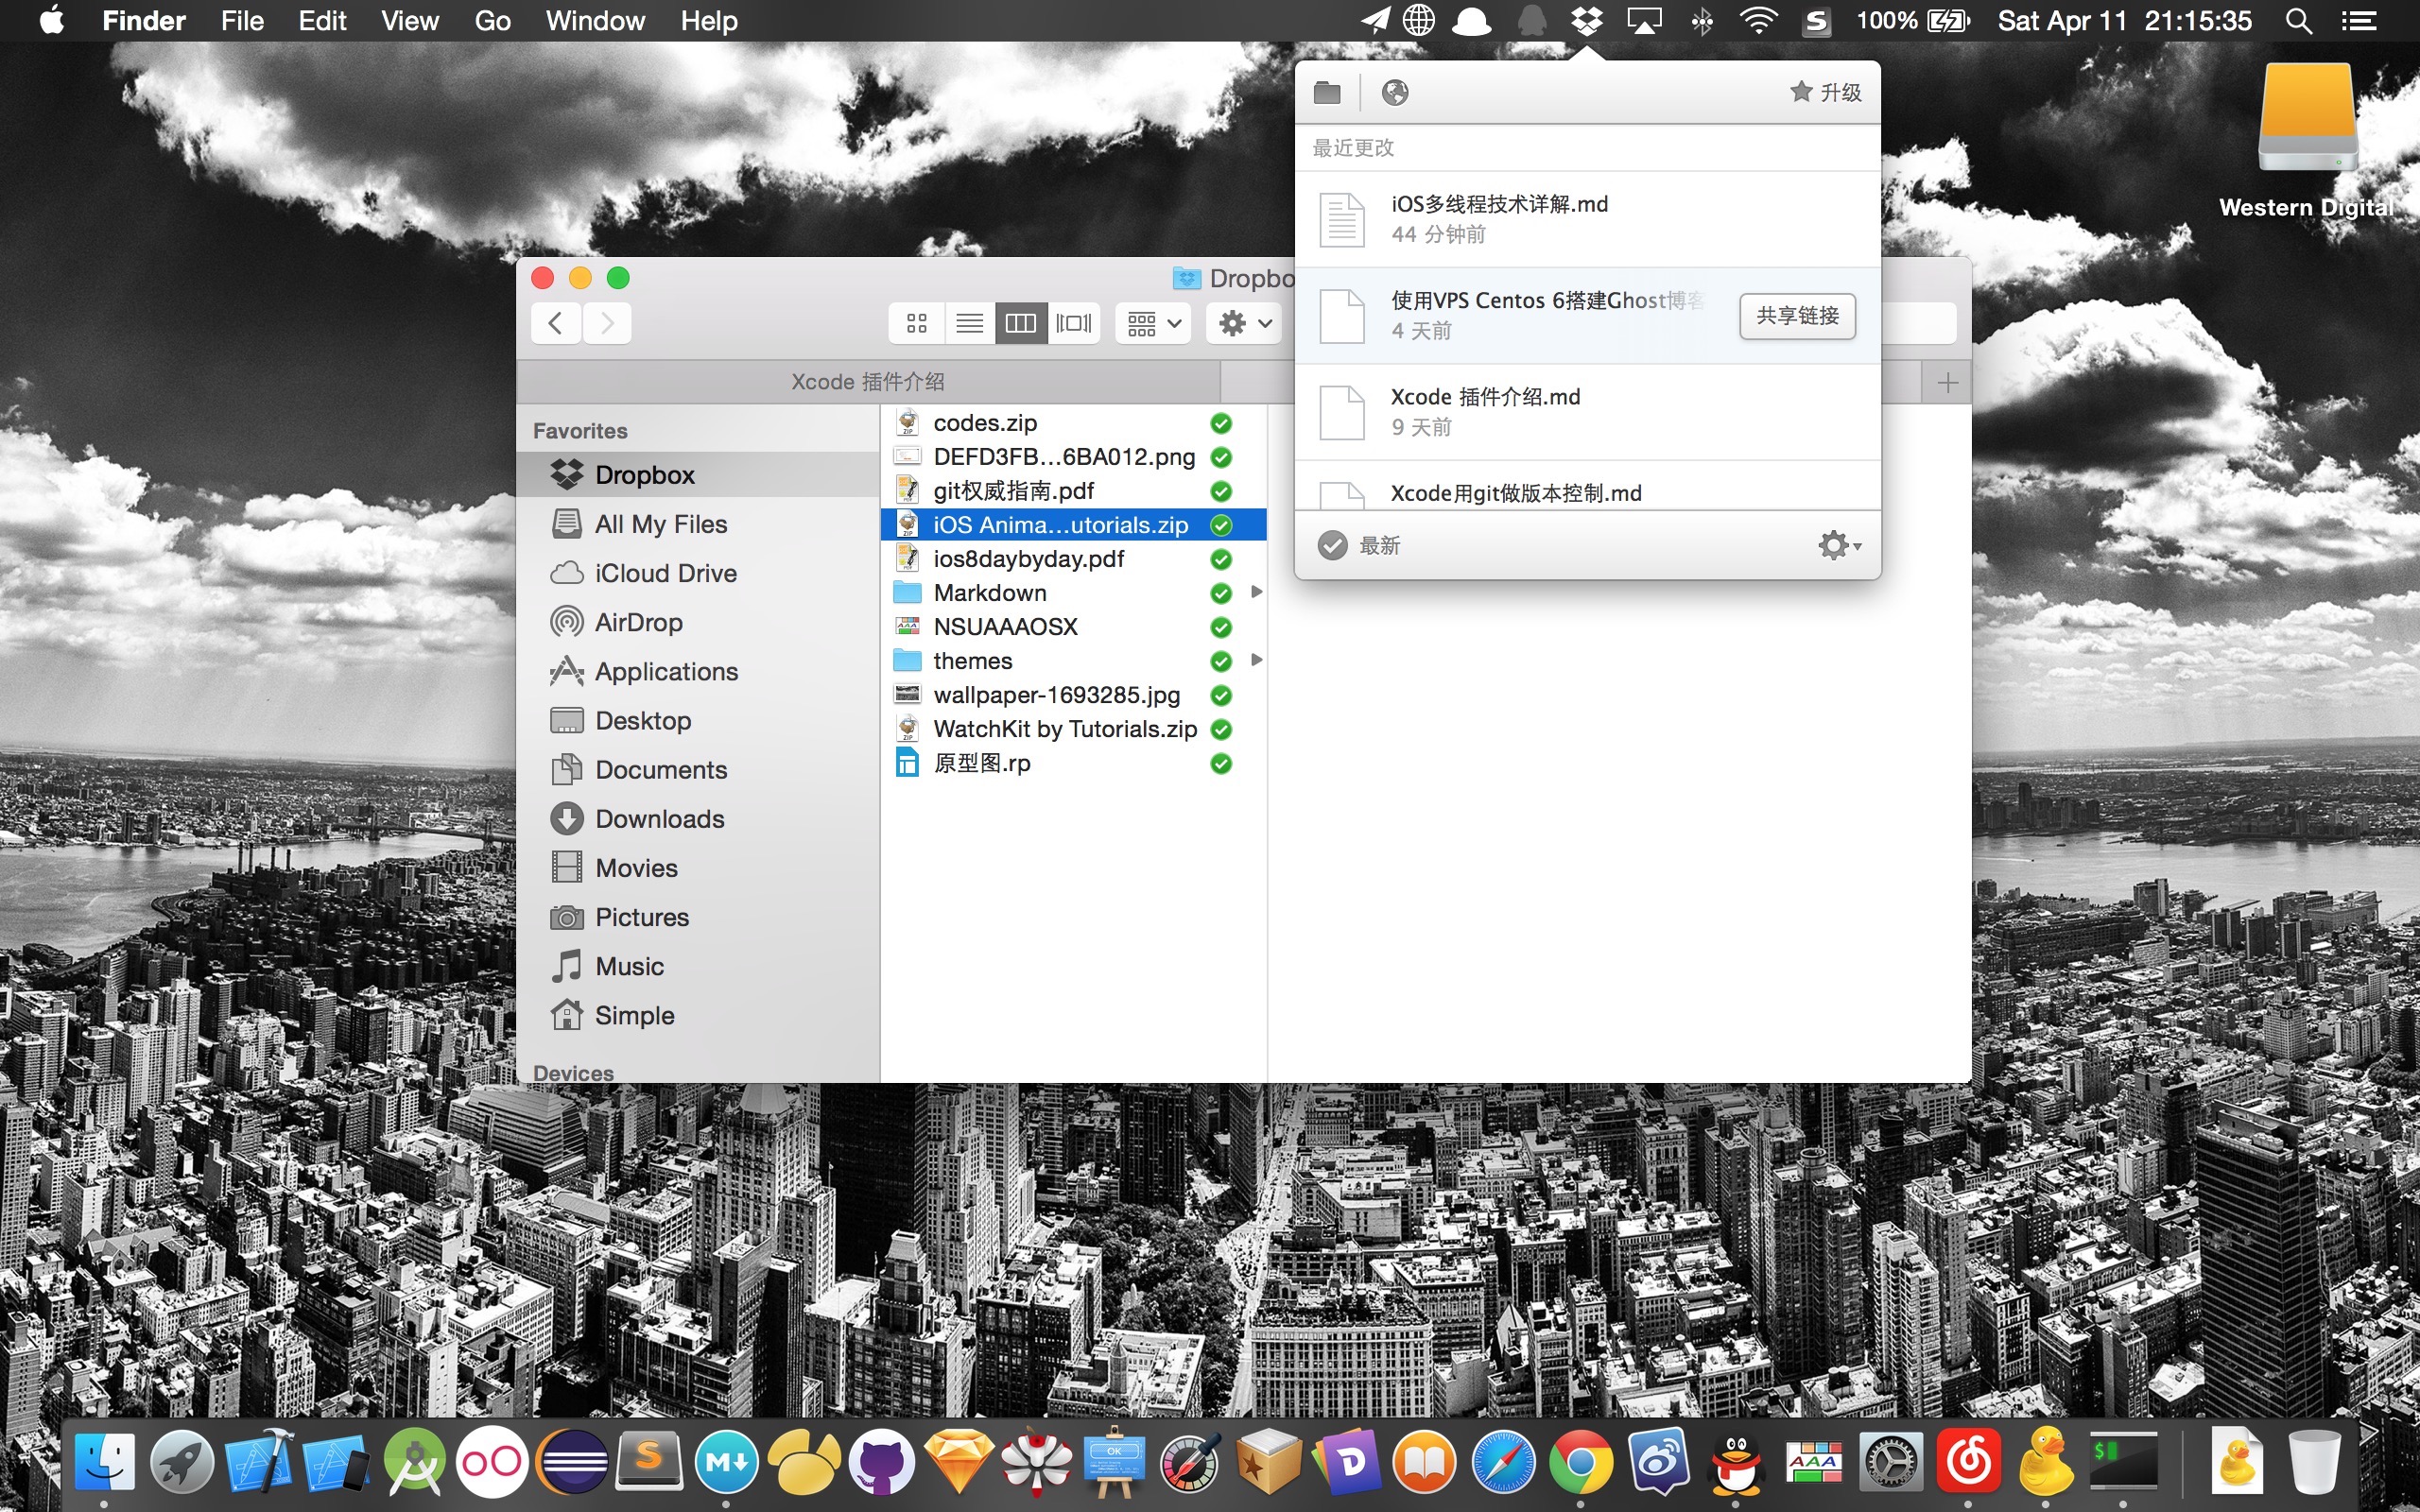 Finder File Edit View Go Window Help
100% Sat Apr 11 21:15:35
升级
最近更改
iOS多线程技术详解.md
44 分钟前
使用VPS Centos 6搭建Ghost博客
4 天前
共享链接
Xcode 插件介绍.md
9 天前
Xcode用git做版本控制.md
最新
Western Digital
Dropbo
Xcode 插件介绍
Favorites
Dropbox
All My Files
iCloud Drive
AirDrop
Applications
Desktop
Documents
Downloads
Movies
Pictures
Music
Simple
Devices
codes.zip
DEFD3FB...6BA012.png
git权威指南.pdf
iOS Anima...utorials.zip
ios8daybyday.pdf
Markdown
NSUAAAOSX
themes
wallpaper-1693285.jpg
WatchKit by Tutorials.zip
原型图.rp